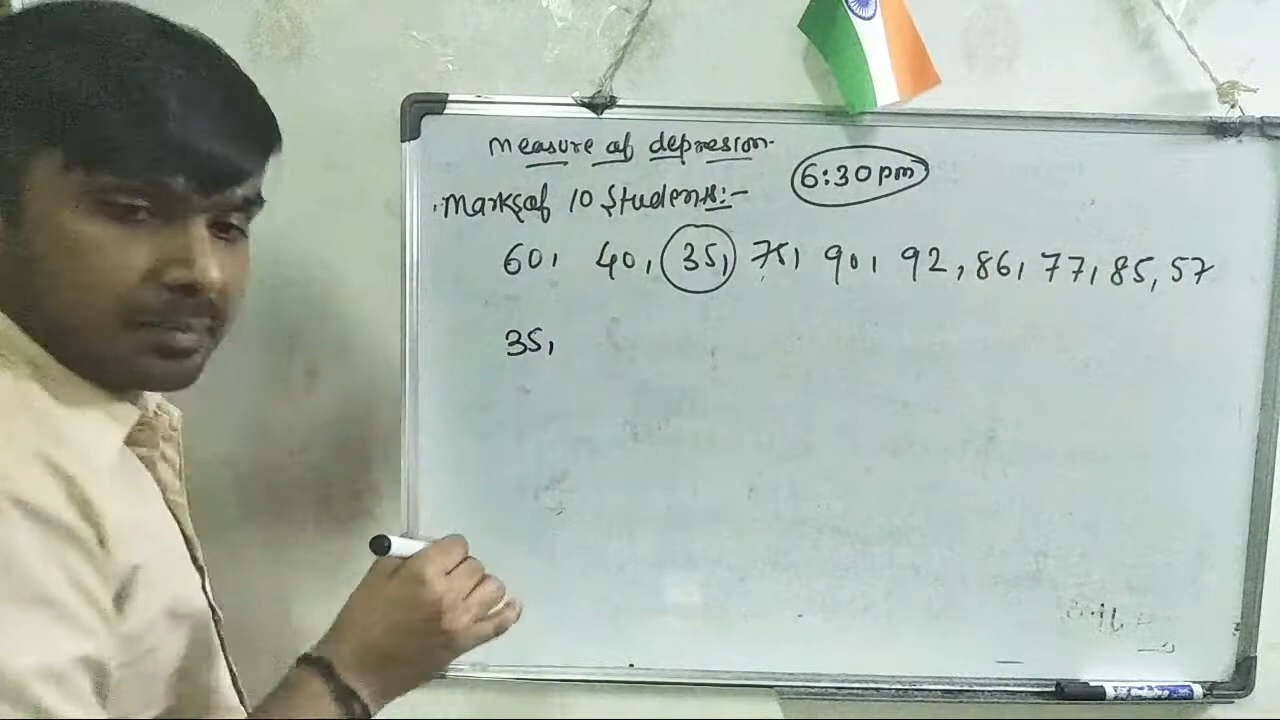 Measure of depression.
6:30pm
Marks of 10 Students:-
60, 40, 35, 75, 90, 92, 86, 77, 85, 57
35,